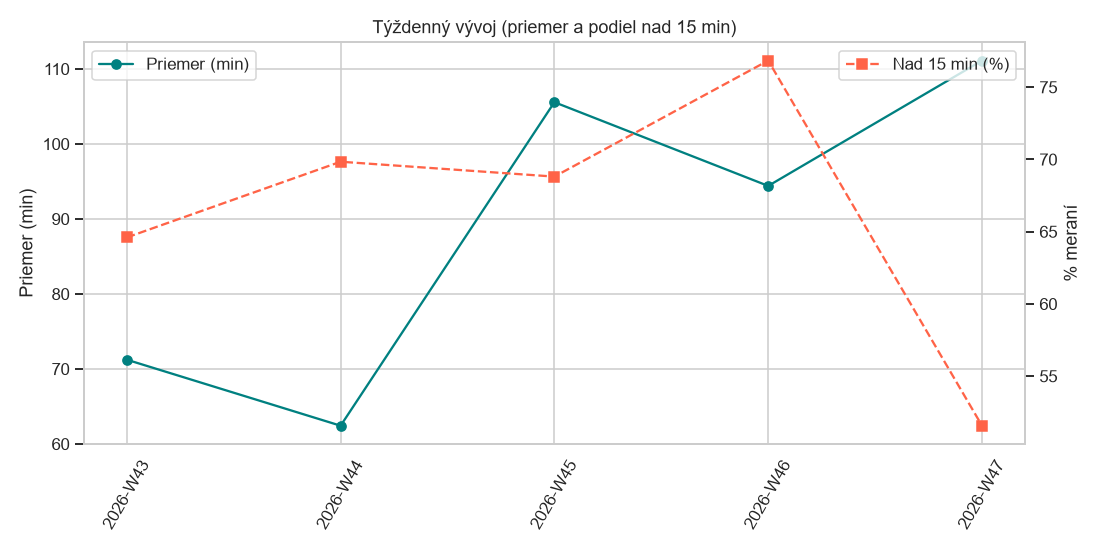 Týždenný vývoj (priemer a podiel nad 15 min)
Priemer (min)
Nad 15 min (%)
110
100
90
80
70
60
Priemer (min)
75
70
65
60
55
% meraní
2026-W43
2026-W44
2026-W45
2026-W46
2026-W47